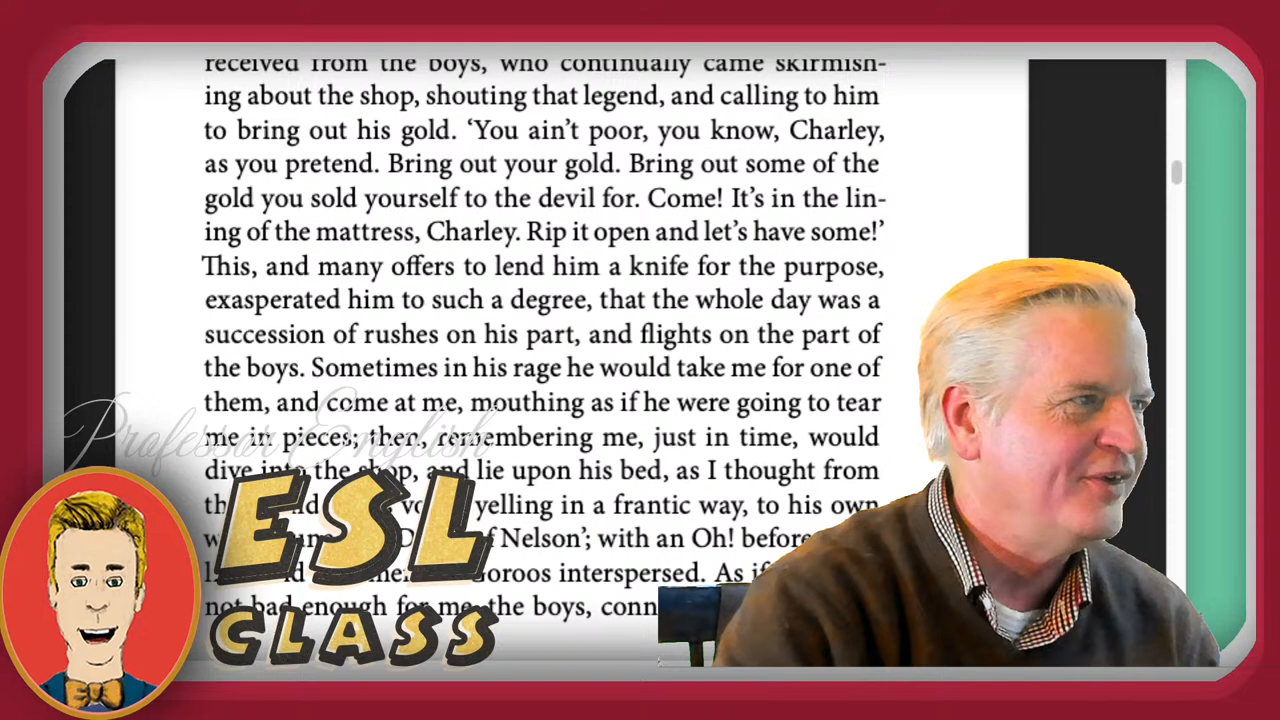 received from the boys, who continually came skirmish-
ing about the shop, shouting that legend, and calling to him
to bring out his gold. ‘You ain’t poor, you know, Charley,
as you pretend. Bring out your gold. Bring out some of the
gold you sold yourself to the devil for. Come! It’s in the lin-
ing of the mattress, Charley. Rip it open and let’s have some!’
This, and many offers to lend him a knife for the purpose,
exasperated him to such a degree, that the whole day was a
succession of rushes on his part, and flights on the part of
the boys. Sometimes in his rage he would take me for one of
them, and come at me, mouthing as if he were going to tear
me in pieces; then, remembering me, just in time, would
dive into the shop, and lie upon his bed, as I thought from
yelling in a frantic way, to his own
Nelson’; with an Oh! before
interspersed. As if
not bad enough for me, the boys,
Professor English
ESL
CLASS